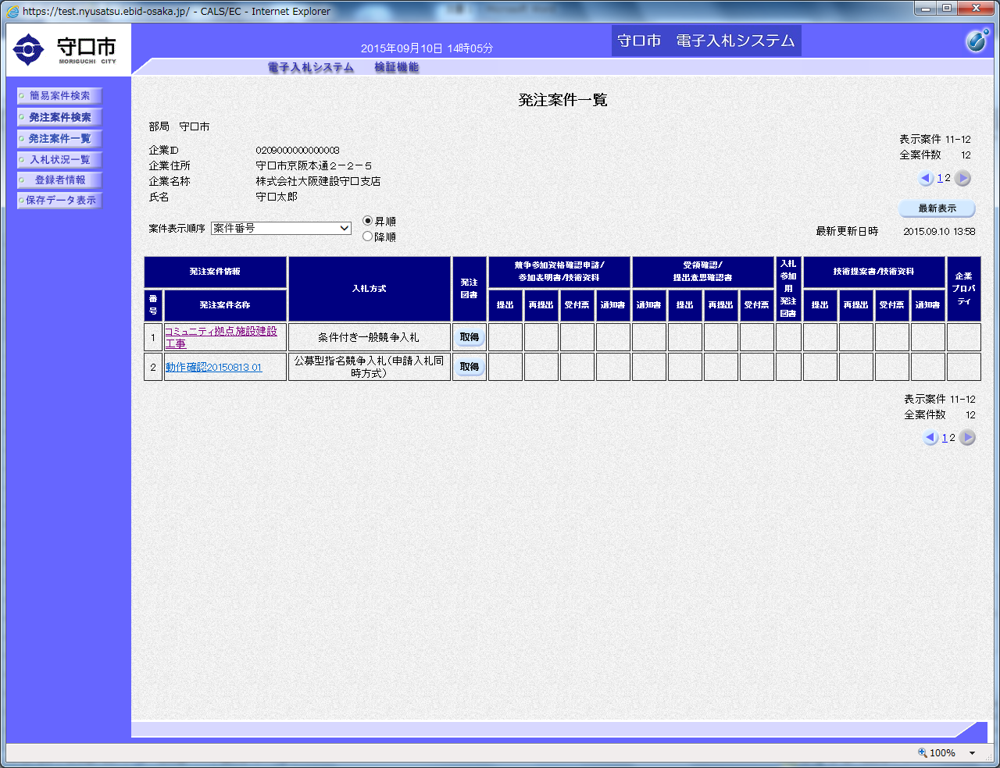 https://test.nyusatsu.ebid-osaka.jp/ - CALS/EC - Internet Explorer
守口市
MORIGUCHI CITY
2015年09月10日 14時05分
守口市 電子入札システム
電子入札システム 検証機能
簡易案件検索
発注案件検索
発注案件一覧
入札状況一覧
登録者情報
保存データ表示
発注案件一覧
部局 守口市
企業ID 0209000000000003
企業住所 守口市京阪本通2-2-5
企業名称 株式会社大阪建設守口支店
氏名 守口太郎
表示案件 11-12
全案件数 12
1 2
最新表示
案件表示順序 案件番号
昇順
降順
最新更新日時 2015.09.10 13:58
発注案件情報
番号
発注案件名称
入札方式
発注図書
競争参加資格確認申請/
参加表明書/技術資料
提出 再提出 受付票 通知書
受領確認/
提出意思確認書
通知書 提出 再提出 受付票
入札
参加
用
発注
図書
技術提案書/技術資料
提出 再提出 受付票 通知書
企業
プロパ
ティ
1 コミュニティ拠点施設建設
工事
条件付き一般競争入札 取得
2 動作確認20150813 01
公募型指名競争入札(申請入札同
時方式)
取得
表示案件 11-12
全案件数 12
1 2
100%